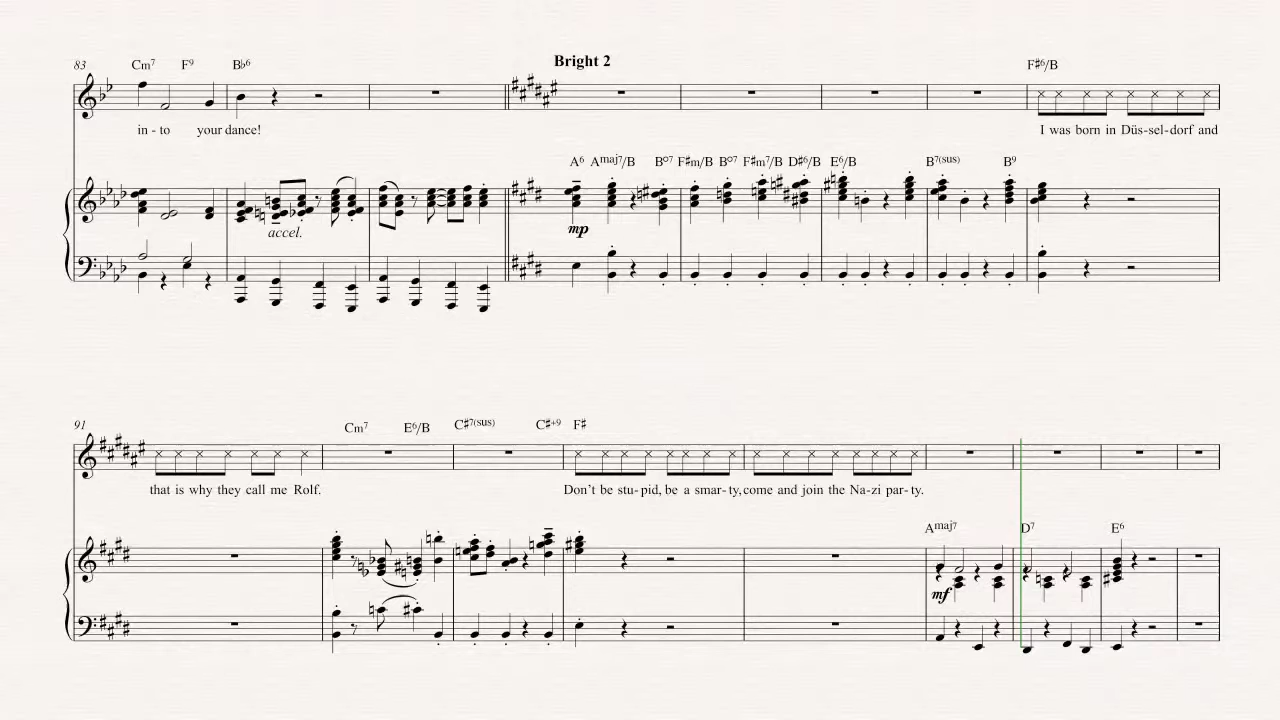 Bright 2
83 Cm7 F9 B♭6 F♯6/B
in - to your dance! I was born in Düs-sel-dorf and
A6 Amaj7/B B°7 F♯m/B B°7 F♯m7/B D♯6/B E6/B B7(sus) B9
mp
accel.
91 Cm7 E6/B C♯7(sus) C♯+9 F♯
that is why they call me Rolf. Don't be stu-pid, be a smar-ty, come and join the Na-zi par-ty.
Amaj7 D7 E6
mf